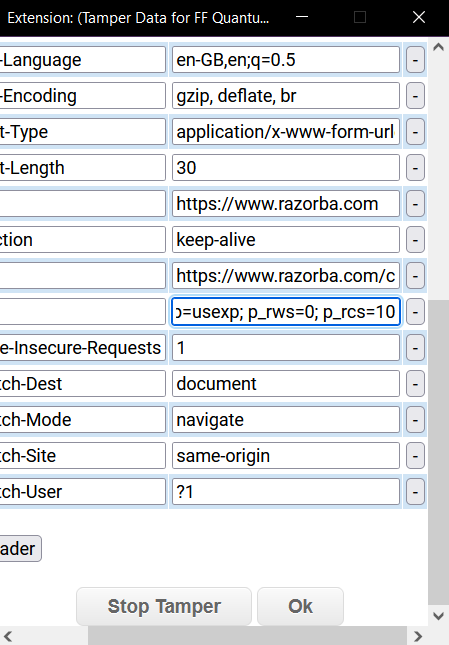 Extension: (Tamper Data for FF Quantu...
-Language en-GB,en;q=0.5 -
-Encoding gzip, deflate, br -
t-Type application/x-www-form-url -
t-Length 30 -
https://www.razorba.com -
ction keep-alive -
https://www.razorba.com/c -
p=usexp; p_rws=0; p_rcs=10 -
e-Insecure-Requests 1 -
tch-Dest document -
tch-Mode navigate -
tch-Site same-origin -
tch-User ?1 -
ader
Stop Tamper Ok